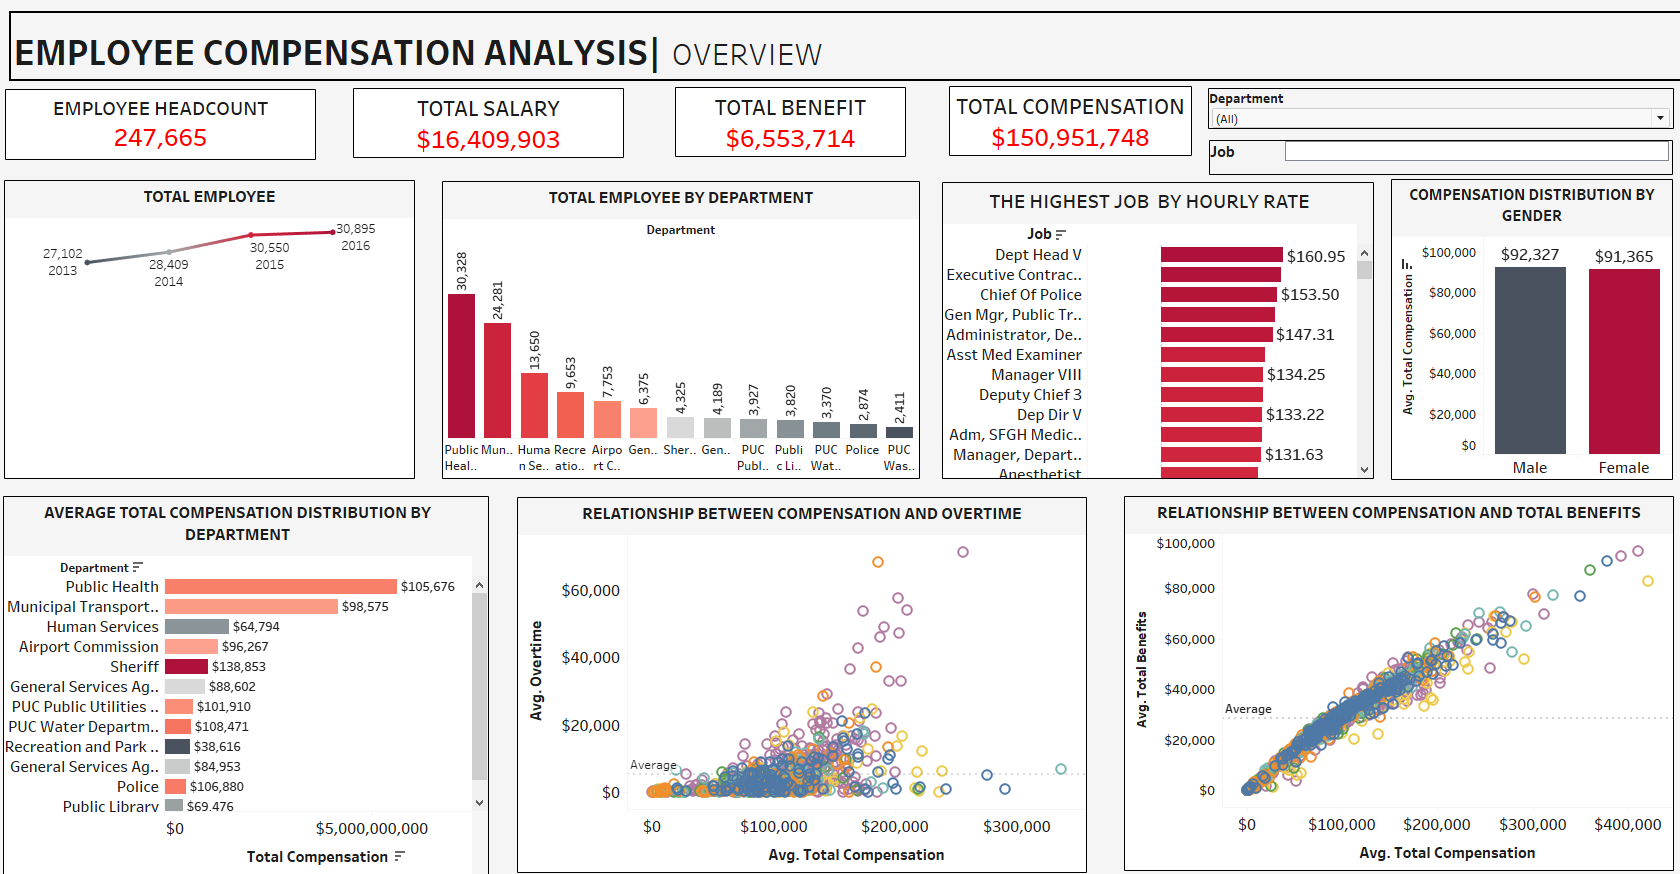 EMPLOYEE COMPENSATION ANALYSIS| OVERVIEW
EMPLOYEE HEADCOUNT
247,665
TOTAL SALARY
$16,409,903
TOTAL BENEFIT
$6,553,714
TOTAL COMPENSATION
$150,951,748
Department
(All)
Job
TOTAL EMPLOYEE
27,102
2013
28,409
2014
30,550
2015
30,895
2016
TOTAL EMPLOYEE BY DEPARTMENT
Department
30,328
24,281
13,650
9,653
7,753
6,375
4,325
4,189
3,927
3,820
3,370
2,874
2,411
Public Heal..
Mun..
Huma n Se..
Recre atio..
Airpo rt C..
Gen..
Sher..
Gen..
PUC Publ..
Publi c Li..
PUC Wat..
Police
PUC Was..
THE HIGHEST JOB BY HOURLY RATE
Job
Dept Head V $160.95
Executive Contrac..
Chief Of Police $153.50
Gen Mgr, Public Tr..
Administrator, De.. $147.31
Asst Med Examiner
Manager VIII $134.25
Deputy Chief 3
Dep Dir V $133.22
Adm, SFGH Medic..
Manager, Depart.. $131.63
Anesthetist
COMPENSATION DISTRIBUTION BY
GENDER
Avg. Total Compensation
$100,000
$80,000
$60,000
$40,000
$20,000
$0
$92,327
$91,365
Male
Female
AVERAGE TOTAL COMPENSATION DISTRIBUTION BY
DEPARTMENT
Department
Public Health $105,676
Municipal Transport.. $98,575
Human Services $64,794
Airport Commission $96,267
Sheriff $138,853
General Services Ag.. $88,602
PUC Public Utilities .. $101,910
PUC Water Departm.. $108,471
Recreation and Park .. $38,616
General Services Ag.. $84,953
Police $106,880
Public Library $69,476
$0 $5,000,000,000
Total Compensation
RELATIONSHIP BETWEEN COMPENSATION AND OVERTIME
Avg. Overtime
$60,000
$40,000
$20,000
$0
Average
$0 $100,000 $200,000 $300,000
Avg. Total Compensation
RELATIONSHIP BETWEEN COMPENSATION AND TOTAL BENEFITS
Avg. Total Benefits
$100,000
$80,000
$60,000
$40,000
$20,000
$0
Average
$0 $100,000 $200,000 $300,000 $400,000
Avg. Total Compensation